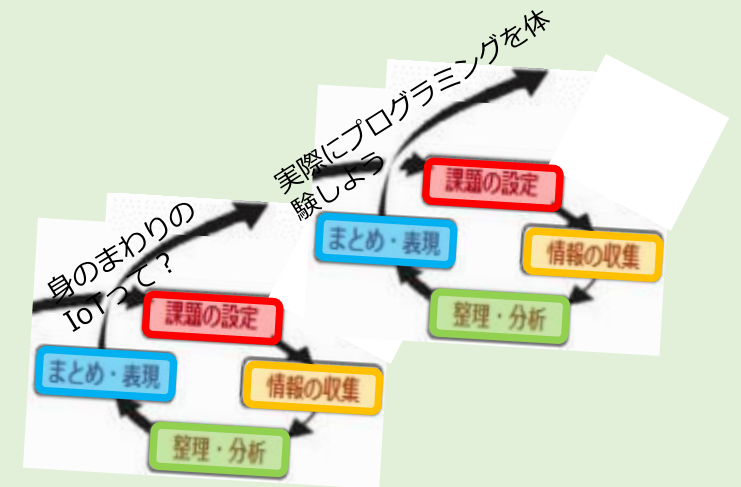 実際にプログラミングを体
験しよう
課題の設定
情報の収集
整理・分析
まとめ・表現
身のまわりの
IoTって？
課題の設定
情報の収集
整理・分析
まとめ・表現